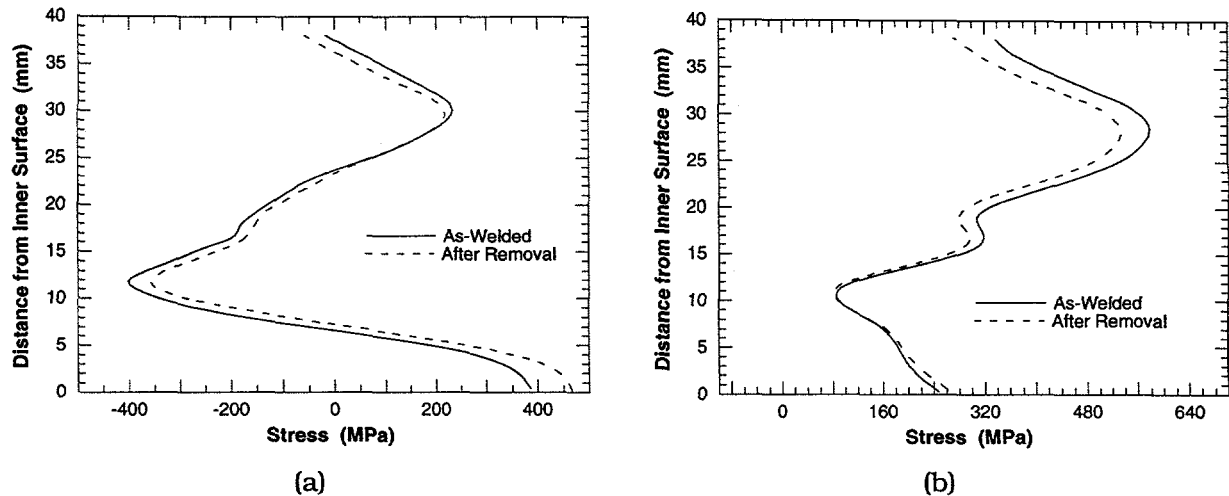 Distance from Inner Surface (mm)
40
35
30
25
20
15
10
5
0
-400
-200
0
200
400
Stress (MPa)
As-Welded
After Removal
(a)
Distance from Inner Surface (mm)
40
35
30
25
20
15
10
5
0
0
160
320
480
640
Stress (MPa)
As-Welded
After Removal
(b)